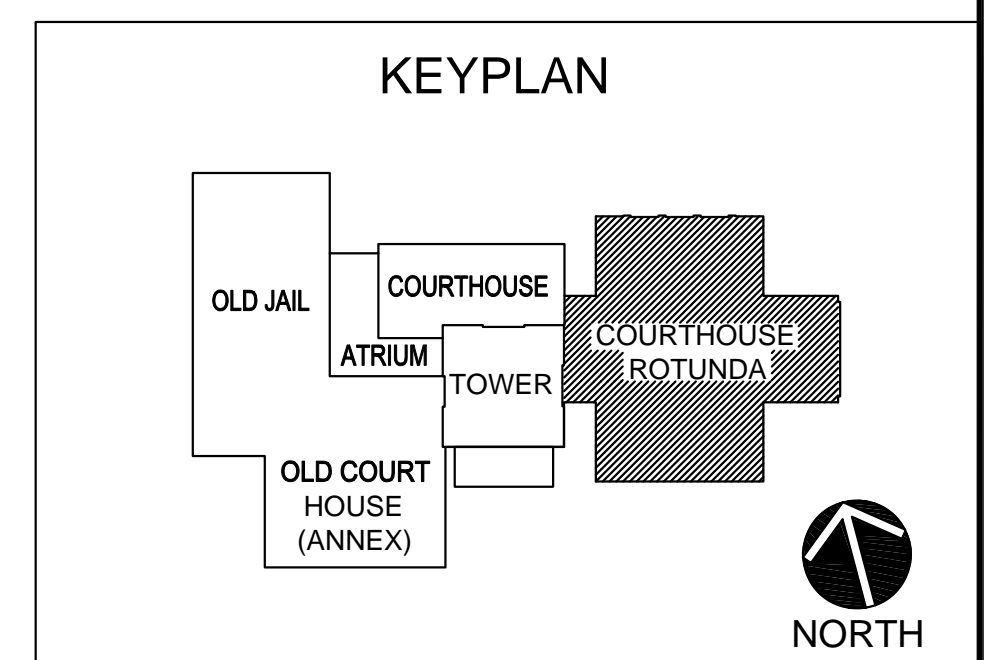 KEYPLAN
OLD JAIL
COURTHOUSE
ATRIUM
TOWER
COURTHOUSE
ROTUNDA
OLD COURT
HOUSE
(ANNEX)
NORTH